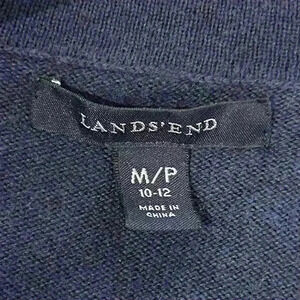 LANDS' END
M/P
10-12
MADE IN
CHINA